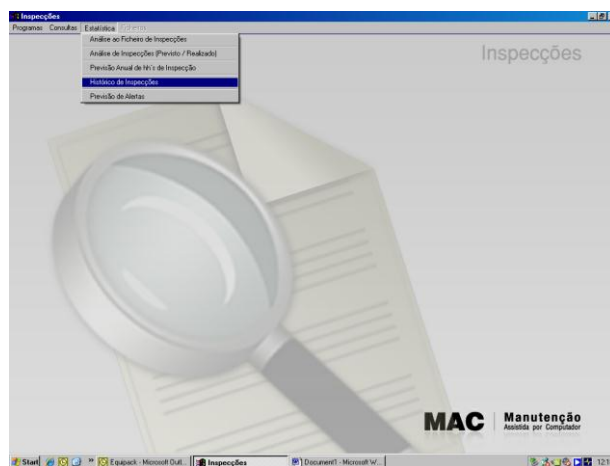 Inspecções
Programas Consultas Estatística Ficheiros
Análise ao Ficheiro de Inspecções
Análise de Inspecções (Previsto / Realizado)
Previsão Anual de hh's de Inspecção
Histórico de Inspecções
Previsão de Alertas
Inspecções
MAC Manutenção
Assistida por Computador
Start Equipack - Microsoft Outl... Inspecções Document1 - Microsoft W...